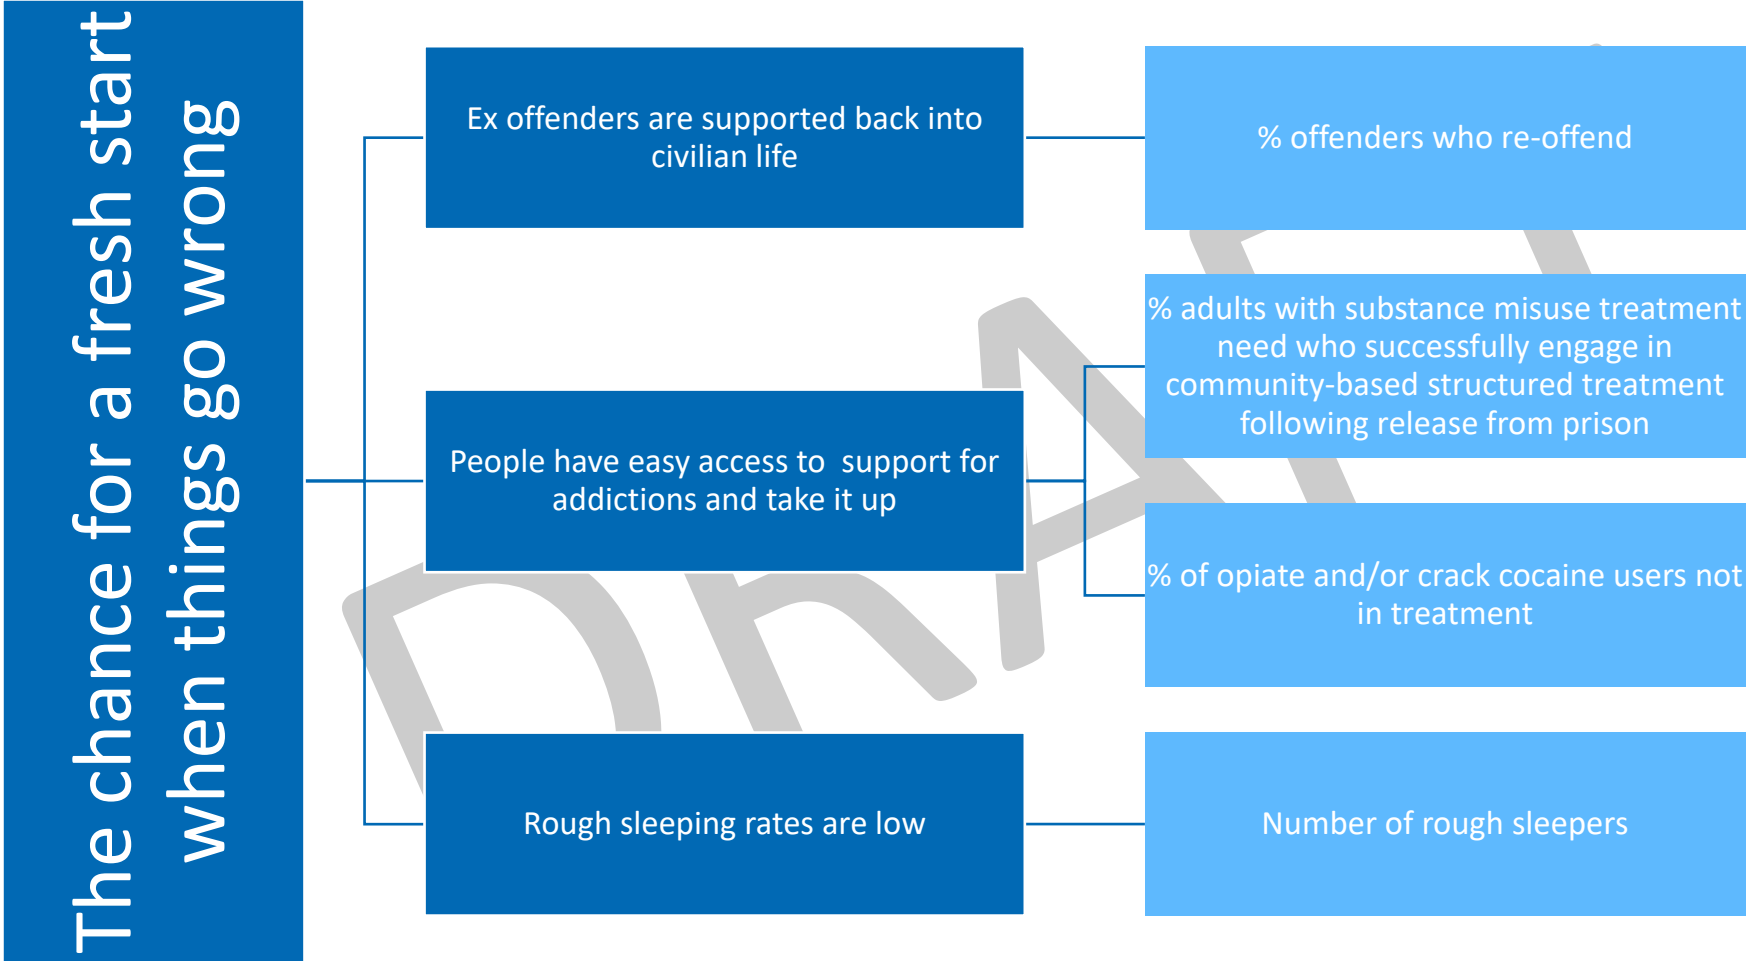 The chance for a fresh start
when things go wrong
Ex offenders are supported back into
civilian life
% offenders who re-offend
People have easy access to  support for
addictions and take it up
% adults with substance misuse treatment
need who successfully engage in
community-based structured treatment
following release from prison
% of opiate and/or crack cocaine users not
in treatment
Rough sleeping rates are low
Number of rough sleepers
DRAFT